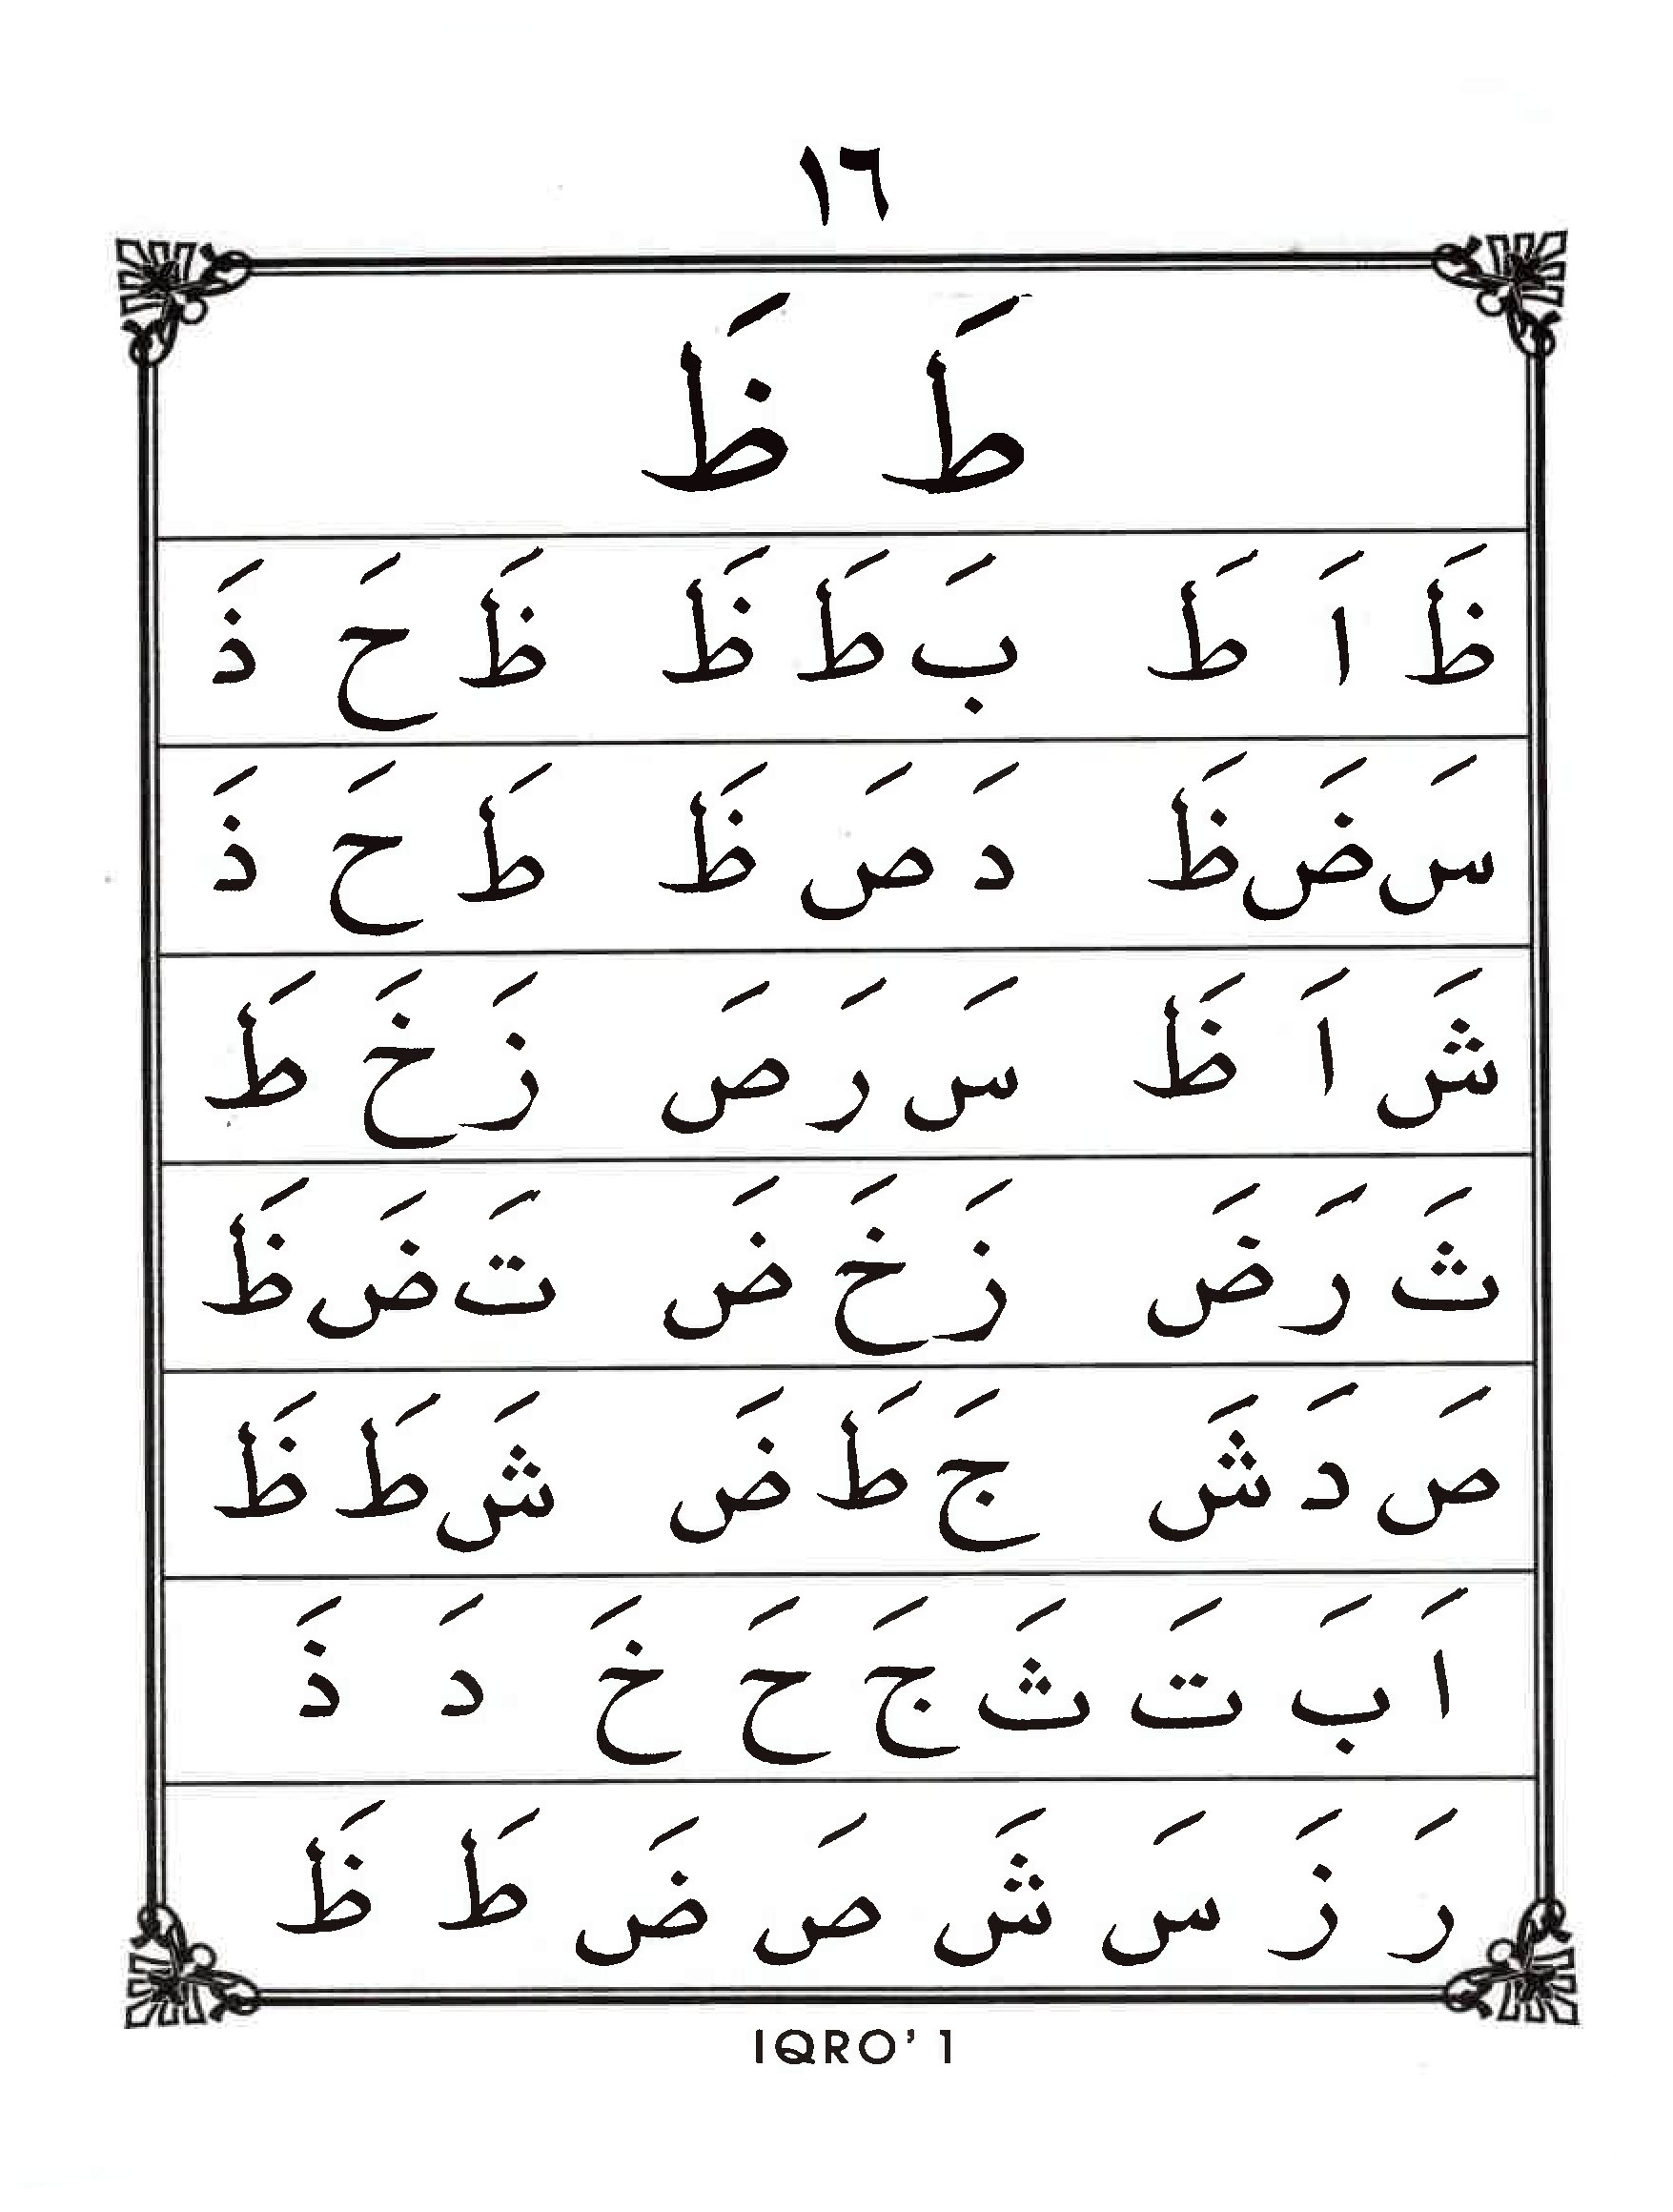 ١٦
طَ ظَ
ظَ اَ طَ بَ طَ ظَ ظَ حَ ذَ
سَ ضَ ظَ دَ صَ ظَ طَ حَ ذَ
شَ اَ ظَ سَ رَ صَ زَ خَ طَ
ثَ رَ ضَ زَ خَ ضَ تَ ضَ ظَ
صَ دَ شَ جَ طَ ضَ شَ طَ ظَ
اَ بَ تَ ثَ جَ حَ خَ دَ ذَ
رَ زَ سَ شَ صَ ضَ طَ ظَ
IQRO' 1